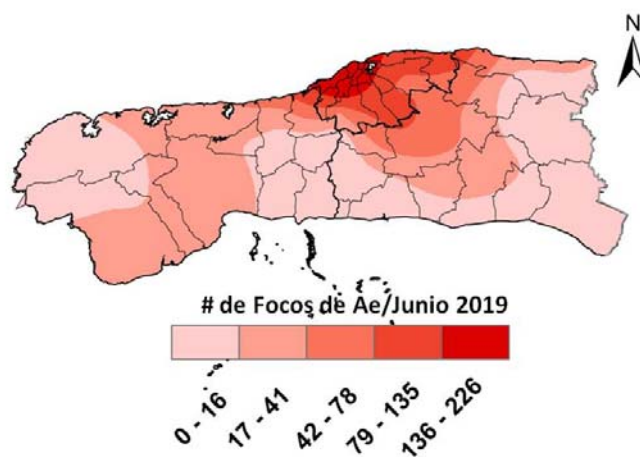 N
# de Focos de Ae/Junio 2019
0 - 16
17 - 41
42 - 78
79 - 135
136 - 226